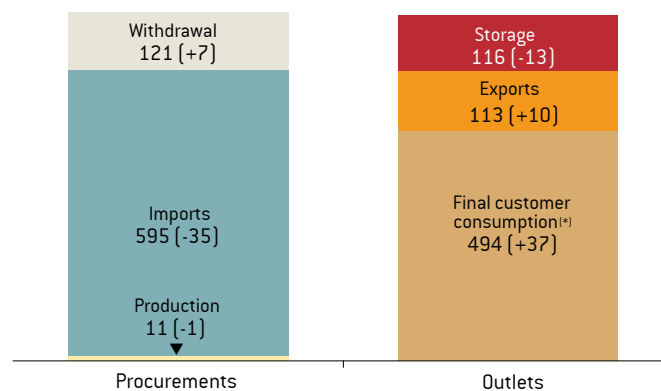 Withdrawal
121 (+7)
Imports
595 (-35)
Production
11 (-1)
Procurements
Storage
116 (-13)
Exports
113 (+10)
Final customer
consumption(*)
494 (+37)
Outlets